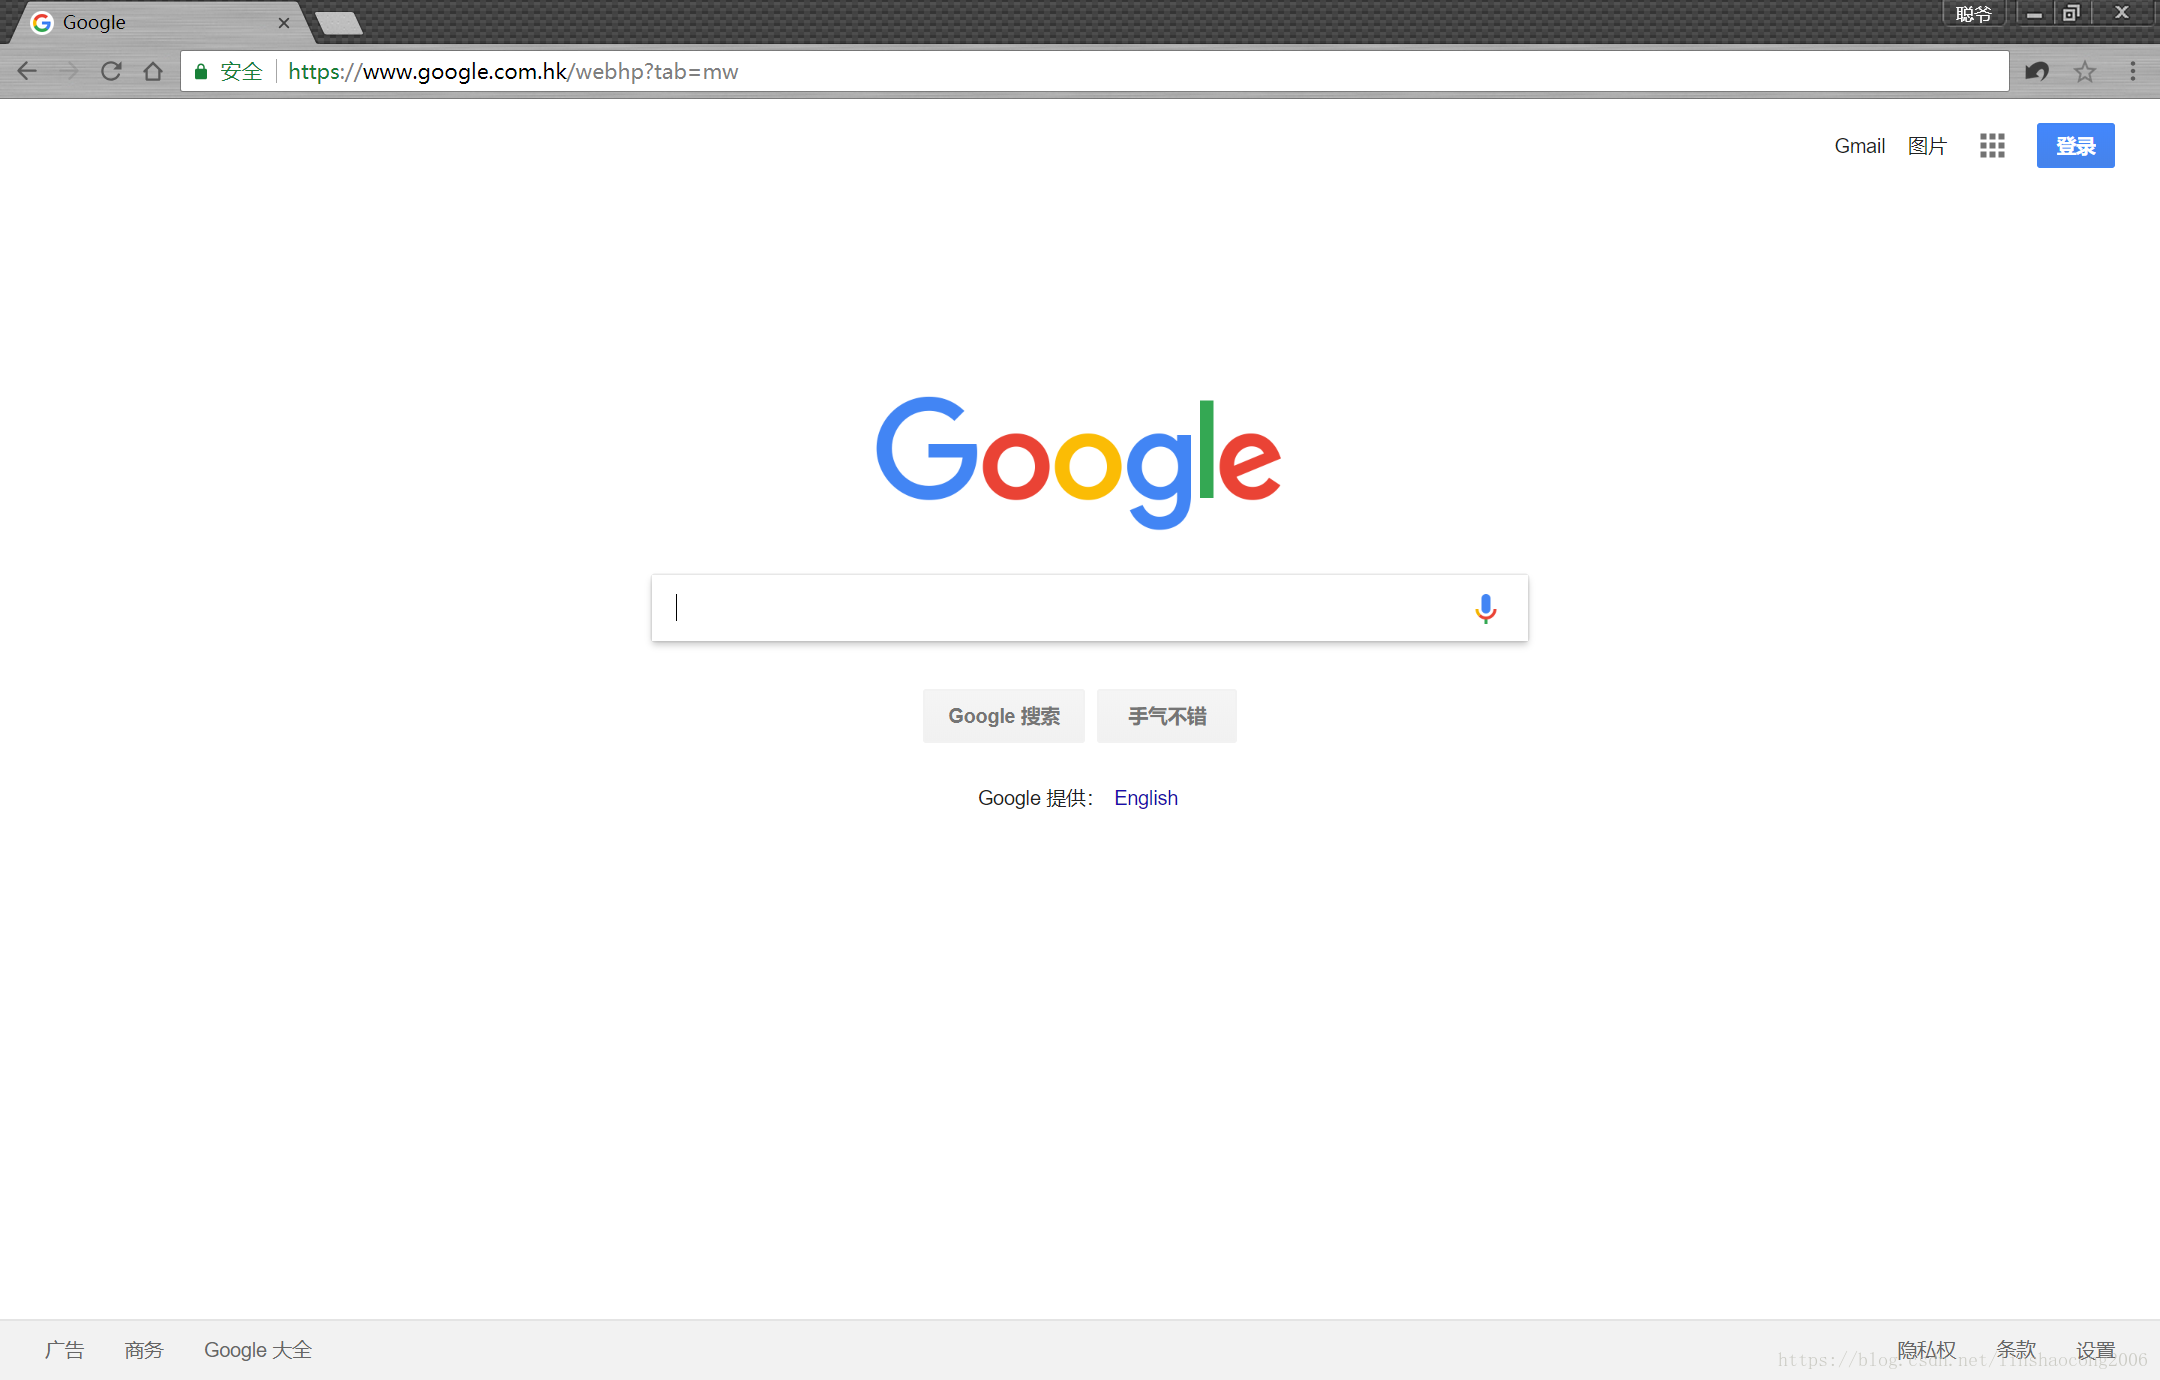 Google
聪爷
安全 https://www.google.com.hk/webhp?tab=mw
Gmail 图片 登录
Google
Google 搜索 手气不错
Google 提供： English
广告 商务 Google 大全 隐私权 条款 设置
https://blog.csdn.net/linshaocong2006